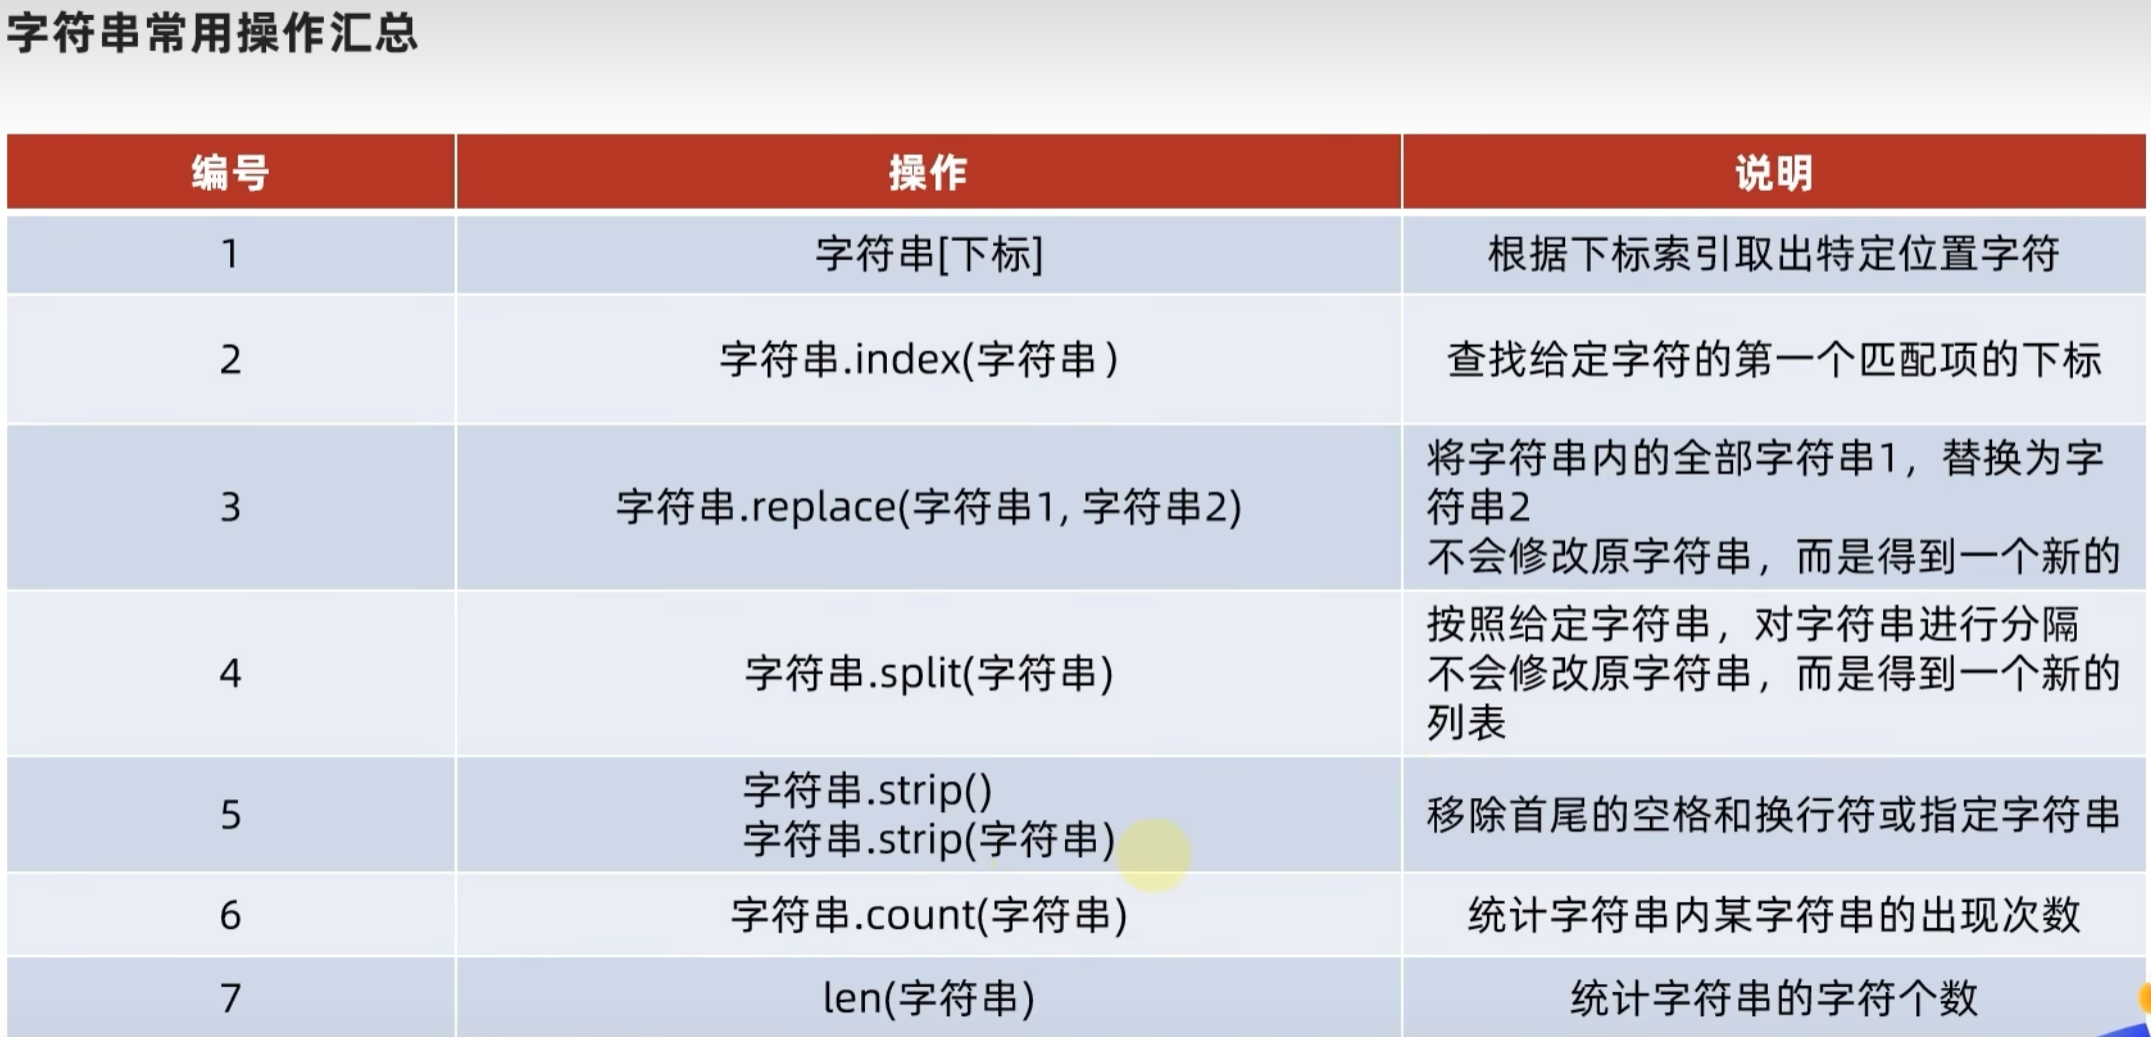 字符串常用操作汇总
编号 操作 说明
1 字符串[下标] 根据下标索引取出特定位置字符
2 字符串.index(字符串) 查找给定字符的第一个匹配项的下标
3 字符串.replace(字符串1, 字符串2) 将字符串内的全部字符串1，替换为字
符串2
不会修改原字符串，而是得到一个新的
4 字符串.split(字符串) 按照给定字符串，对字符串进行分隔
不会修改原字符串，而是得到一个新的
列表
5 字符串.strip()
字符串.strip(字符串) 移除首尾的空格和换行符或指定字符串
6 字符串.count(字符串) 统计字符串内某字符串的出现次数
7 len(字符串) 统计字符串的字符个数